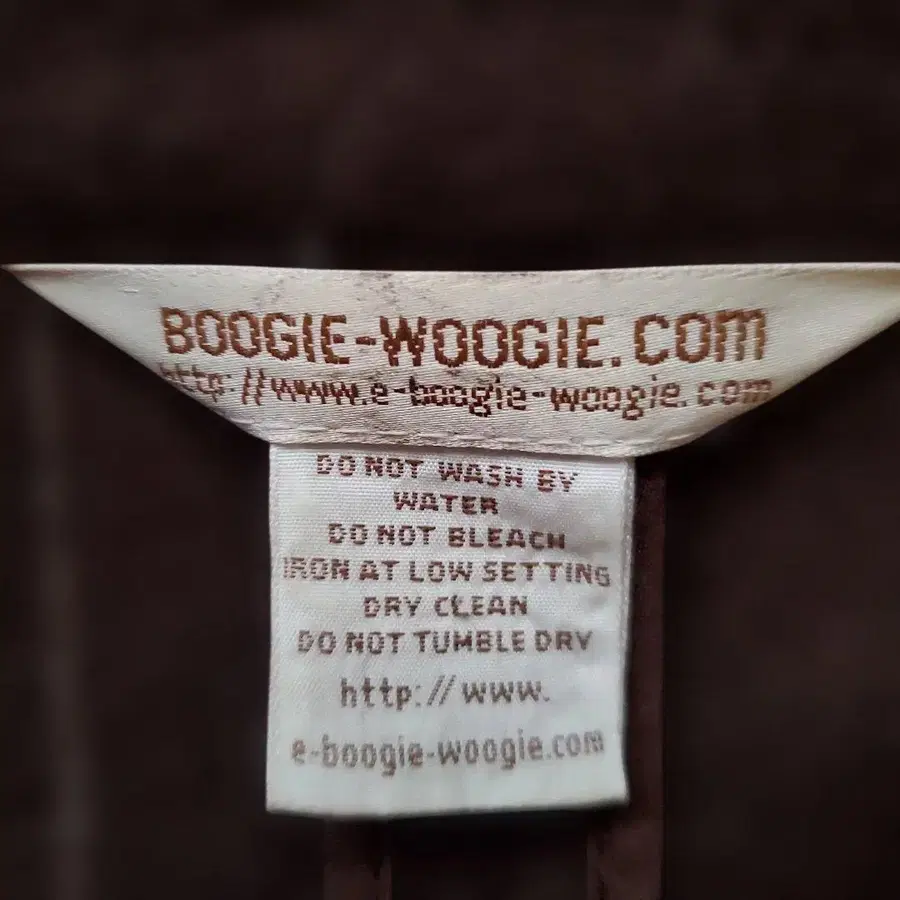 BOOGIE-WOOGIE.COM
http://www.e-boogie-woogie.com
DO NOT WASH BY
WATER
DO NOT BLEACH
IRON AT LOW SETTING
DRY CLEAN
DO NOT TUMBLE DRY
http://www.
e-boogie-woogie.com